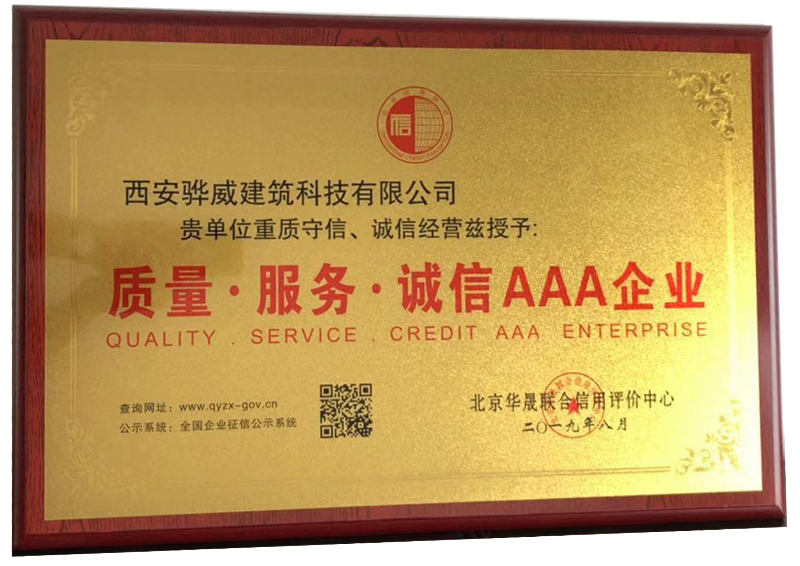 信
西安骅威建筑科技有限公司
贵单位重质守信、诚信经营兹授予:
质量·服务·诚信AAA企业
QUALITY . SERVICE . CREDIT AAA ENTERPRISE
查询网址: www.qyzx-gov.cn
公示系统: 全国企业征信公示系统
北京华晟联合信用评价中心
二〇一九年八月